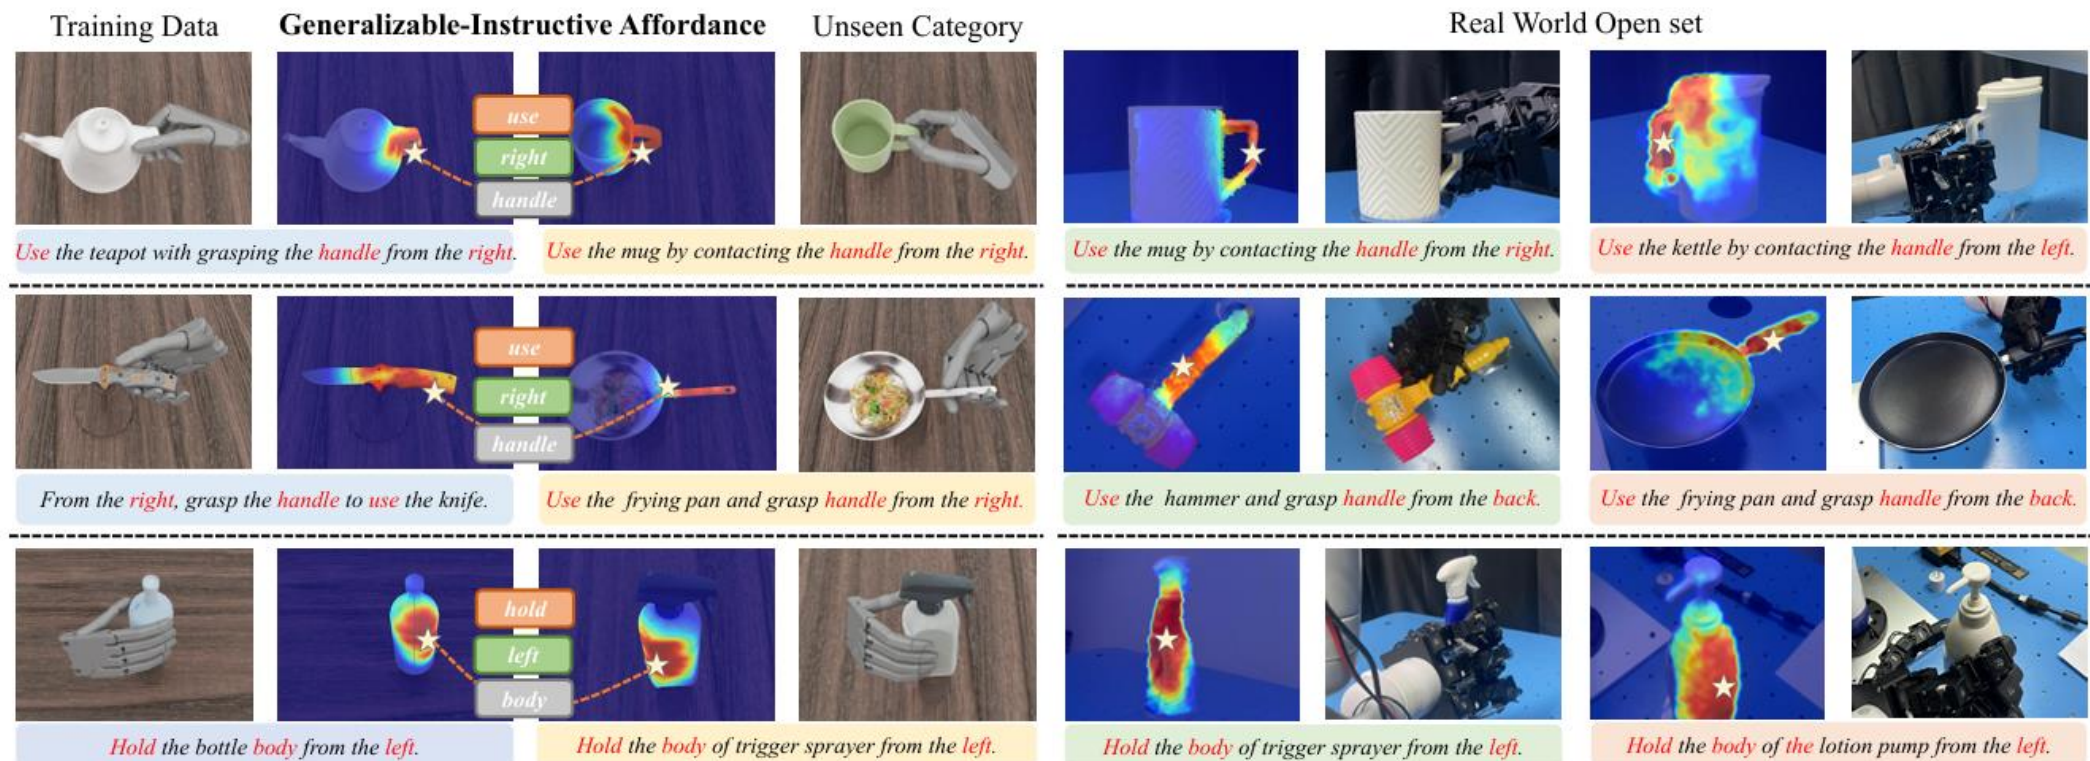 Training Data
Generalizable-Instructive Affordance
Unseen Category
Real World Open set
use
right
handle
Use the teapot with grasping the handle from the right.
Use the mug by contacting the handle from the right.
Use the mug by contacting the handle from the right.
Use the kettle by contacting the handle from the left.
use
right
handle
From the right, grasp the handle to use the knife.
Use the frying pan and grasp handle from the right.
Use the hammer and grasp handle from the back.
Use the frying pan and grasp handle from the back.
hold
left
body
Hold the bottle body from the left.
Hold the body of trigger sprayer from the left.
Hold the body of trigger sprayer from the left.
Hold the body of the lotion pump from the left.